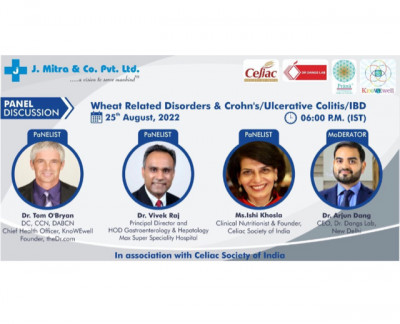 J. Mitra & Co. Pvt. Ltd.
...a vision to serve mankind
Celiac
DR. DANGS LAB
KNOWEWELL
PANEL
DISCUSSION
Wheat Related Disorders & Crohn's/Ulcerative Colitis/IBD
25th August, 2022
06:00 P.M. (IST)
PaNELIST
PaNELIST
PaNELIST
MoDERATOR
Dr. Tom O'Bryan
DC, CCN, DABCN
Chief Health Officer, KnoWEwell
Founder, theDr.com
Dr. Vivek Raj
Principal Director and
HOD Gastroenterology & Hepatology
Max Super Speciality Hospital
Ms.Ishi Khosla
Clinical Nutritionist & Founder,
Celiac Society of India
Dr. Arjun Dang
CEO, Dr. Dangs Lab,
New Delhi
In association with Celiac Society of India